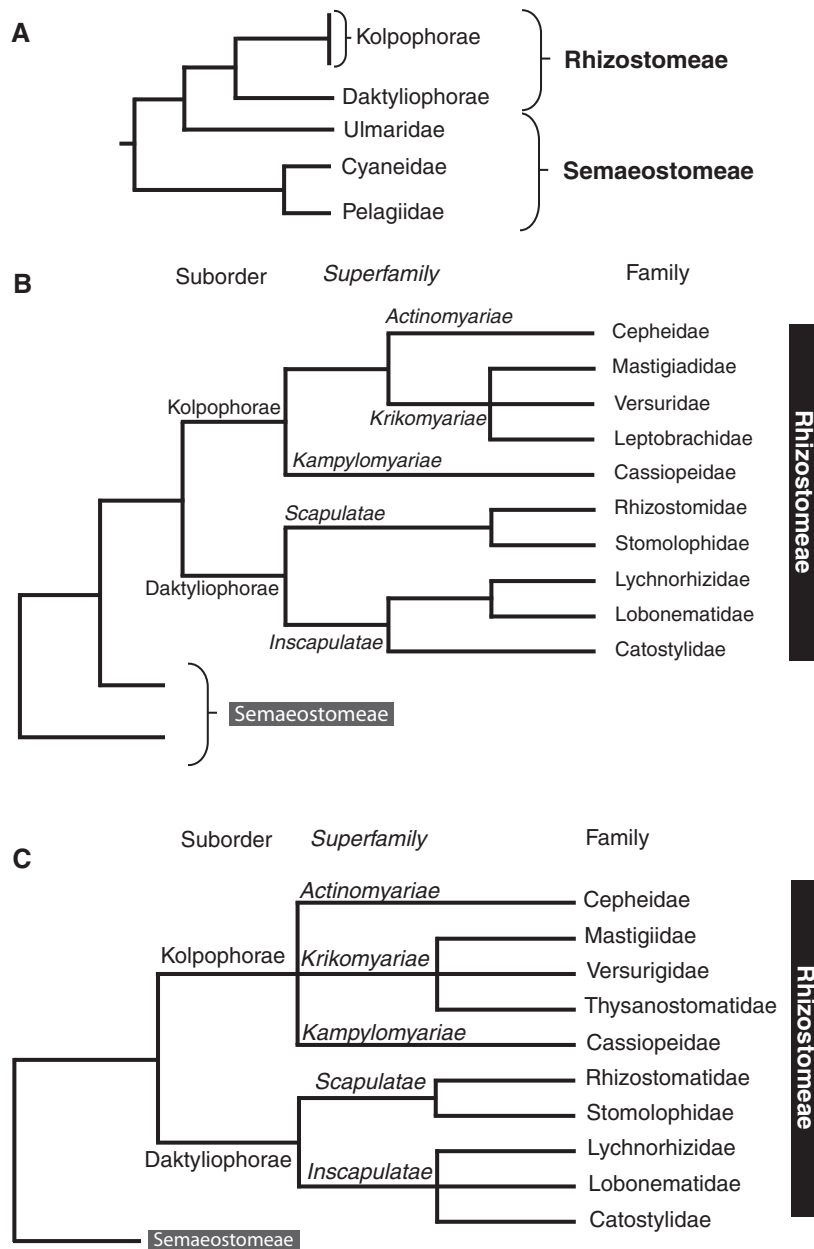 A
Kolpophorae
Rhizostomeae
Daktyliophorae
Ulmaridae
Cyaneidae
Semaeostomeae
Pelagiidae
B
Suborder Superfamily Family
Actinomyariae
Cepheidae
Mastigiadidae
Kolpophorae
Versuridae
Krikomyariae
Leptobrachidae
Kampylomyariae
Cassiopeidae
Scapulatae
Rhizostomidae
Stomolophidae
Daktyliophorae
Lychnorhizidae
Lobonematidae
Inscapulatae
Catostylidae
Rhizostomeae
Semaeostomeae
C
Suborder Superfamily Family
Actinomyariae
Cepheidae
Mastigiidae
Kolpophorae
Krikomyariae
Versurigidae
Thysanostomatidae
Kampylomyariae
Cassiopeidae
Scapulatae
Rhizostomatidae
Stomolophidae
Daktyliophorae
Lychnorhizidae
Inscapulatae
Lobonematidae
Catostylidae
Rhizostomeae
Semaeostomeae